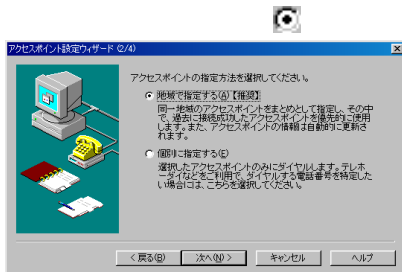 アクセスポイント設定ウィザード (2/4)
アクセスポイントの指定方法を選択してください。
地域で指定する(A)【推奨】
同一地域のアクセスポイントをまとめとして指定し、その中
で、過去に接続成功したアクセスポイントを優先的に使用
します。また、アクセスポイントの情報は自動的に更新さ
れます。
個別に指定する(E)
選択したアクセスポイントのみにダイヤルします。テレホ
ーダイなどをご利用で、ダイヤルする電話番号を特定した
い場合には、こちらを選択してください。
< 戻る(B)
次へ(N) >
キャンセル
ヘルプ